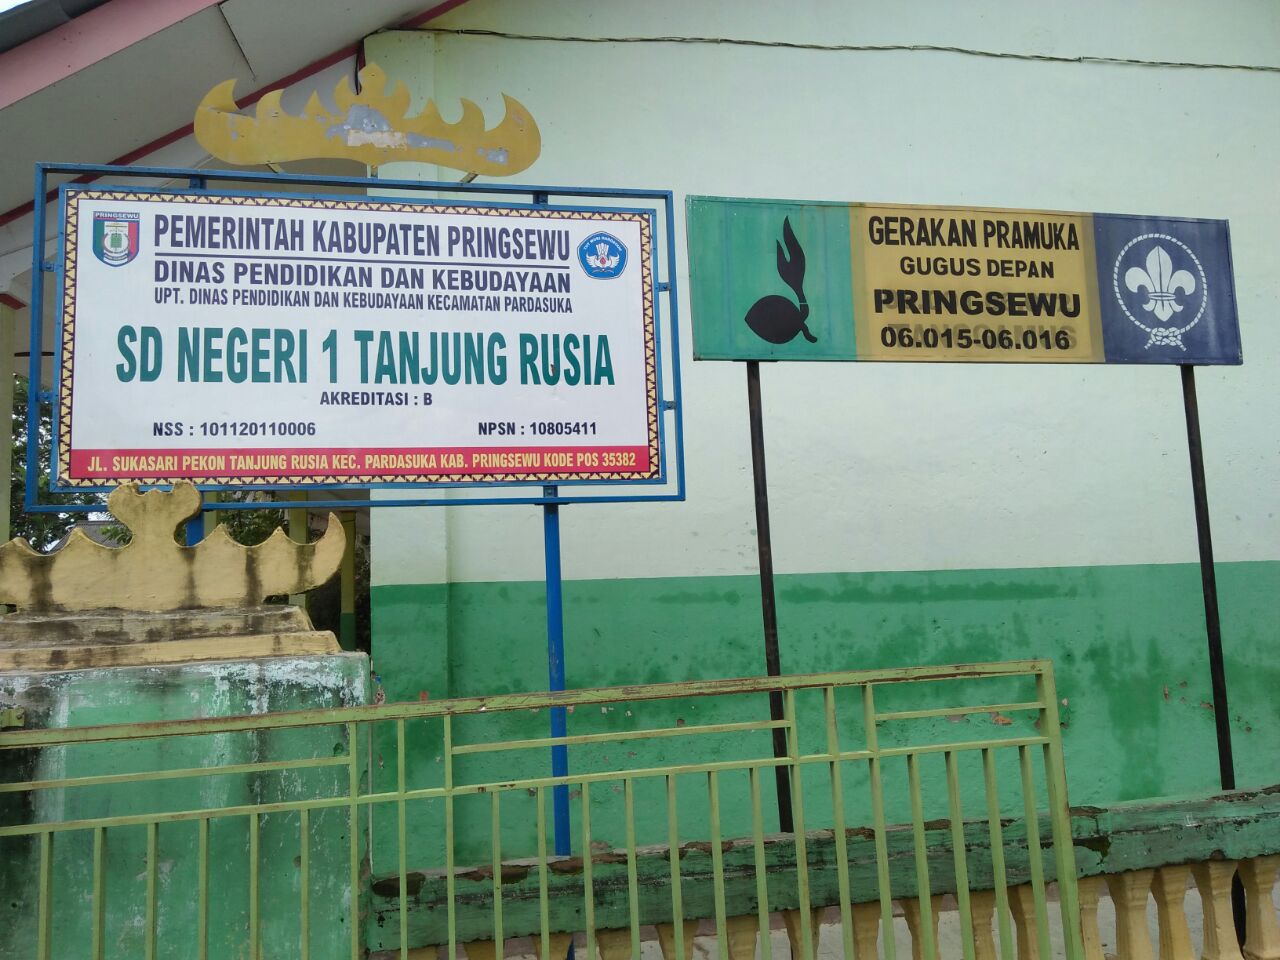 PRINGSEWU
PEMERINTAH KABUPATEN PRINGSEWU
DINAS PENDIDIKAN DAN KEBUDAYAAN
UPT. DINAS PENDIDIKAN DAN KEBUDAYAAN KECAMATAN PARDASUKA
SD NEGERI 1 TANJUNG RUSIA
AKREDITASI : B
NSS : 101120110006
NPSN : 10805411
JL. SUKASARI PEKON TANJUNG RUSIA KEC. PARDASUKA KAB. PRINGSEWU KODE POS 35382
GERAKAN PRAMUKA
GUGUS DEPAN
PRINGSEWU
06.015-06.016